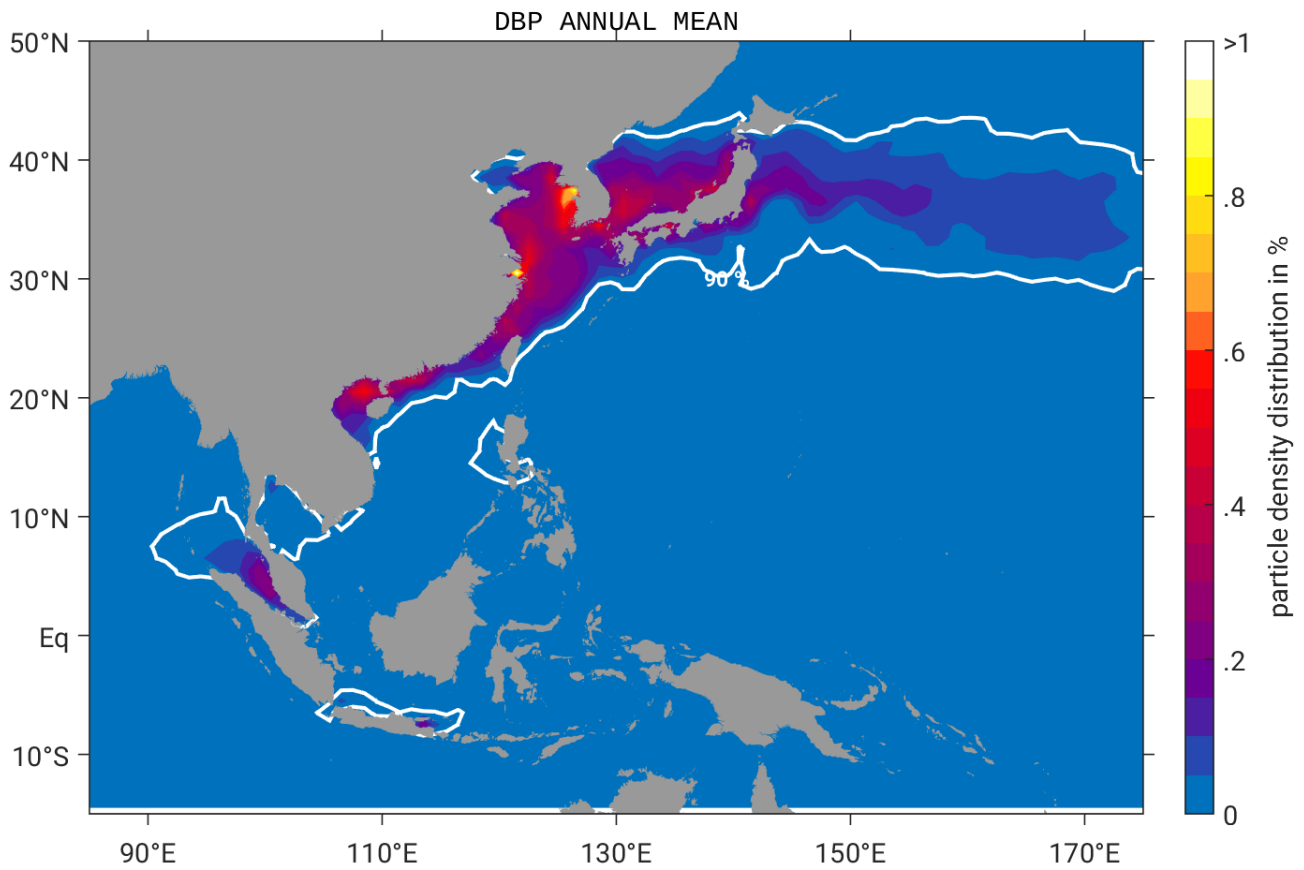 DBP ANNUAL MEAN
50°N
40°N
30°N
20°N
10°N
Eq
10°S
90°E
110°E
130°E
150°E
170°E
90 %
>1
.8
.6
.4
.2
0
particle density distribution in %